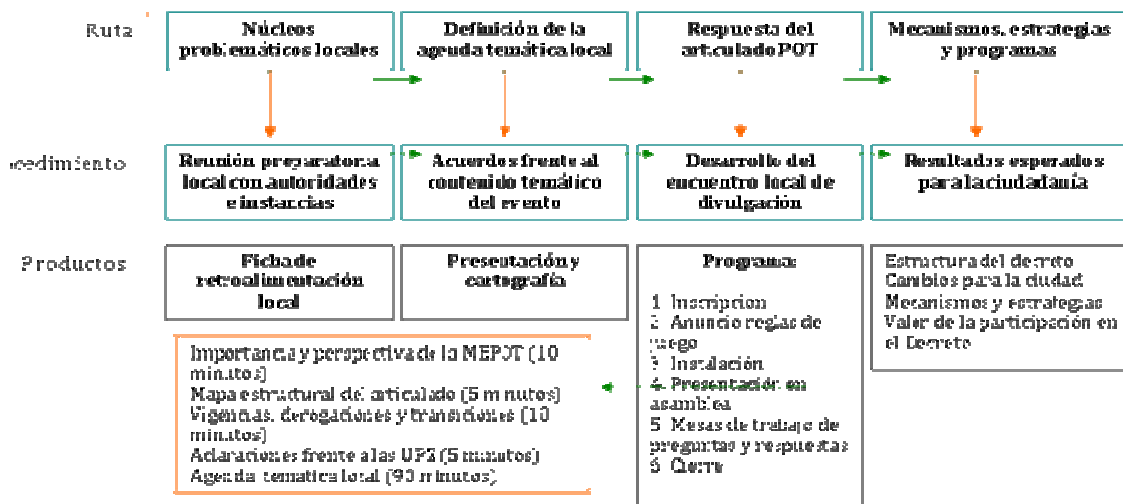 Ruta
Núcleos
problemáticos locales
Definición de la
agenda temática local
Respuesta del
articulado POT
Mecanismos, estrategias
y programas
ocedimiento
Reunión preparatoria
local con autoridades
e instancias
Acuerdos frente al
contenido temático
del evento
Desarrollo del
encuentro local de
divulgación
Resultados esperados
para la ciudadanía
Productos
Ficha de
retroalimentación
local
Presentación y
cartografía
Programa:
1 Inscripcion
2 Anuncio reglas de
juego
3 Instalación
4 Presentación en
asamblea
5 Mesas de trabajo de
preguntas y respuestas
6 Cierre
Estructura del decreto
Cambios para la ciudad
Mecanismos y estrategias
Valor de la participación en
el Decreto
Importancia y perspectiva de la MEPOT (10
minutos)
Mapa estructural del articulado (5 minutos)
Vigencias, derogaciones y transiciones (10
minutos)
Aclaraciones frente a las UPZ (5 minutos)
Agenda tematica local (90 minutos)